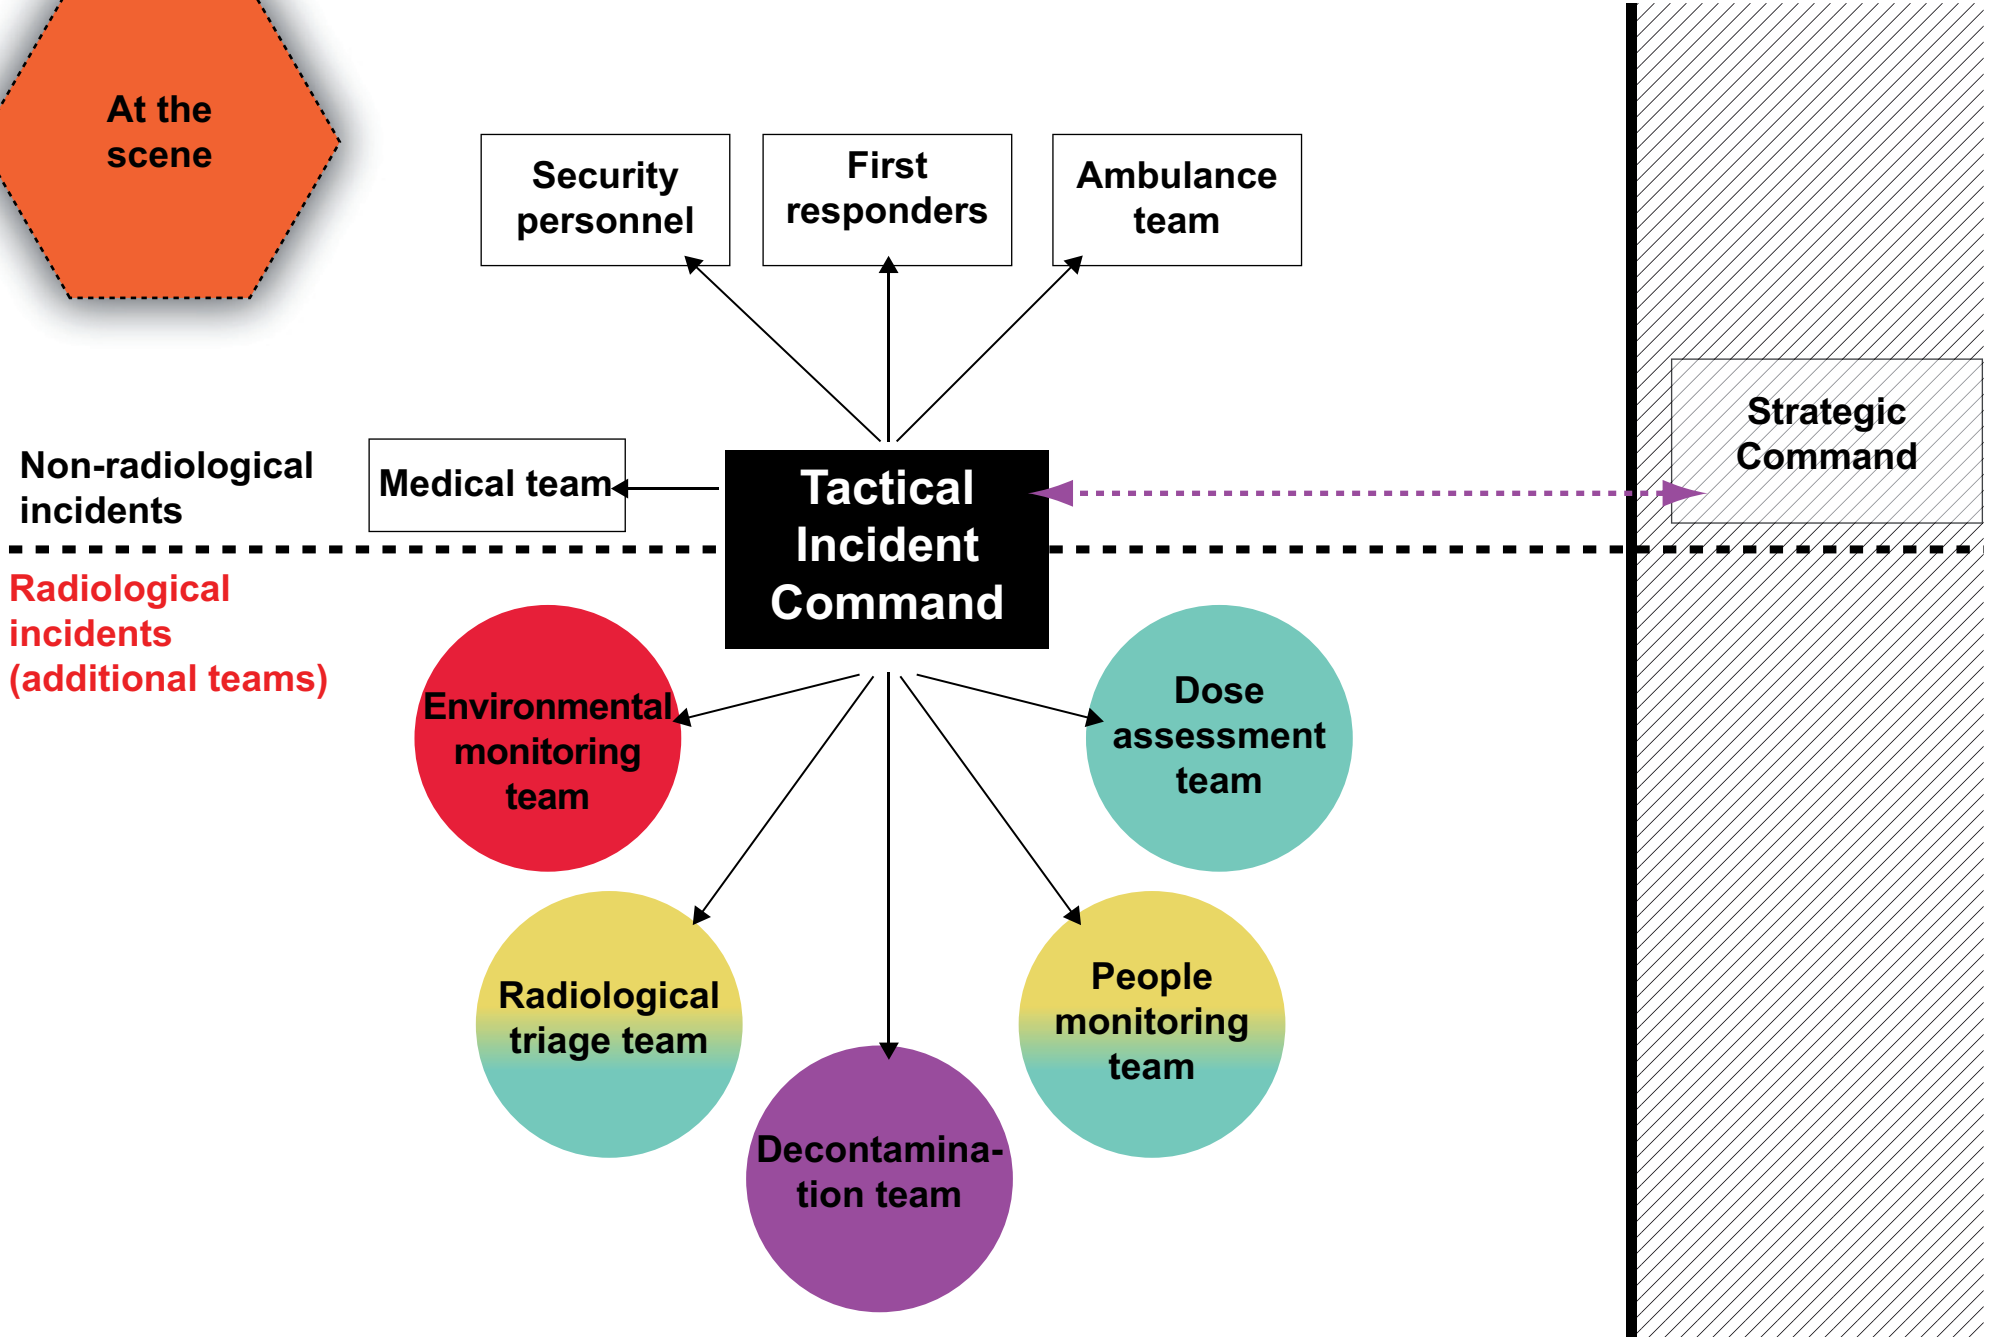 At the
scene
Security
personnel
First
responders
Ambulance
team
Strategic
Command
Non-radiological
incidents
Medical team
Tactical
Incident
Command
Radiological
incidents
(additional teams)
Environmental
monitoring
team
Dose
assessment
team
Radiological
triage team
People
monitoring
team
Decontamina-
tion team